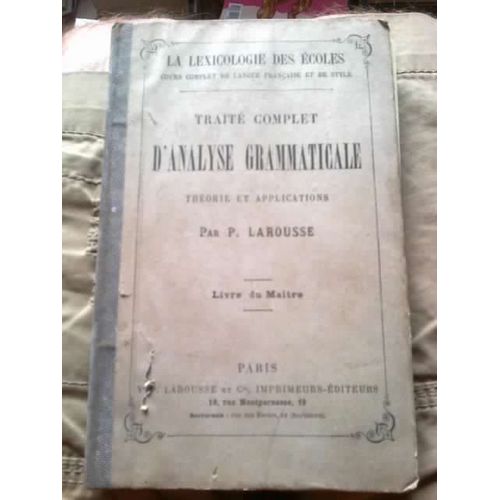 LA LEXICOLOGIE DES ÉCOLES
COURS COMPLET DE LANGUE FRANÇAISE ET DE STYLE
TRAITÉ COMPLET
D'ANALYSE GRAMMATICALE
THÉORIE ET APPLICATIONS
PAR P. LAROUSSE
Livre du Maître
PARIS
LAROUSSE ET Cie, IMPRIMEURS-ÉDITEURS
19, rue Montparnasse, 19